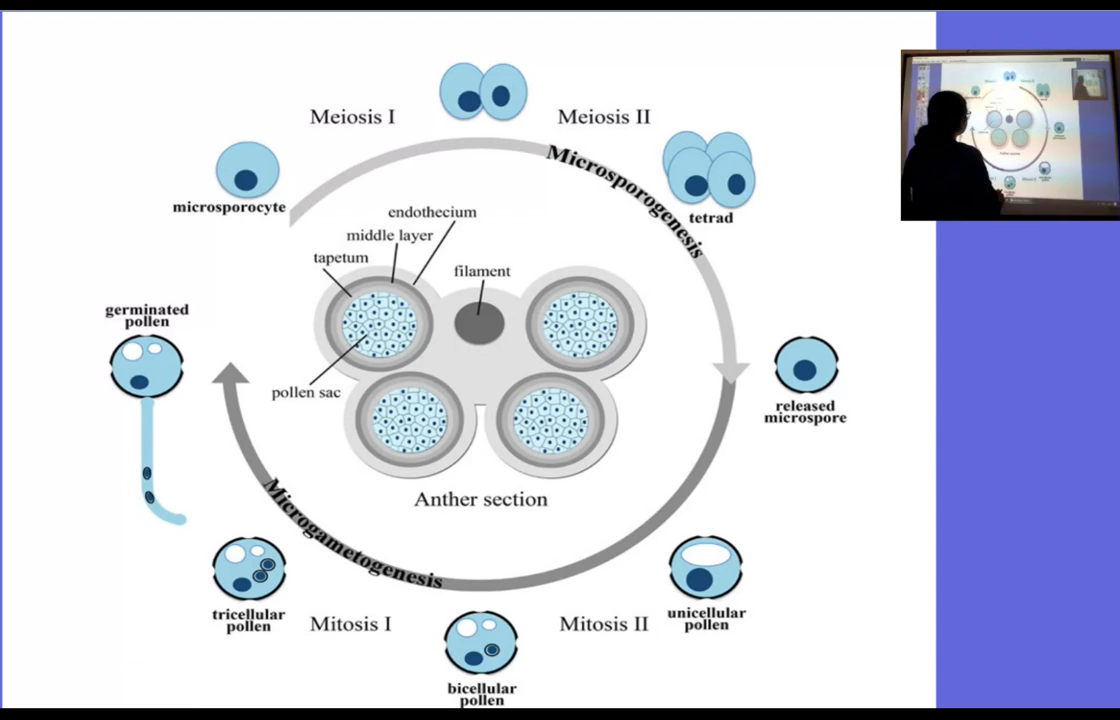 Meiosis I
Meiosis II
Microsporogenesis
microsporocyte
tetrad
endothecium
middle layer
tapetum
filament
germinated
pollen
pollen sac
released
microspore
Anther section
Microgametogenesis
tricellular
pollen
Mitosis I
Mitosis II
unicellular
pollen
bicellular
pollen